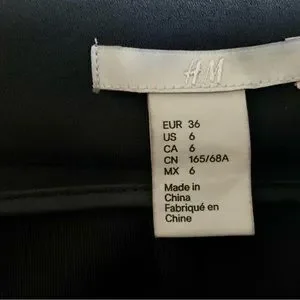 H&M
EUR 36
US 6
CA 6
CN 165/68A
MX 6
Made in
China
Fabriqué en
Chine